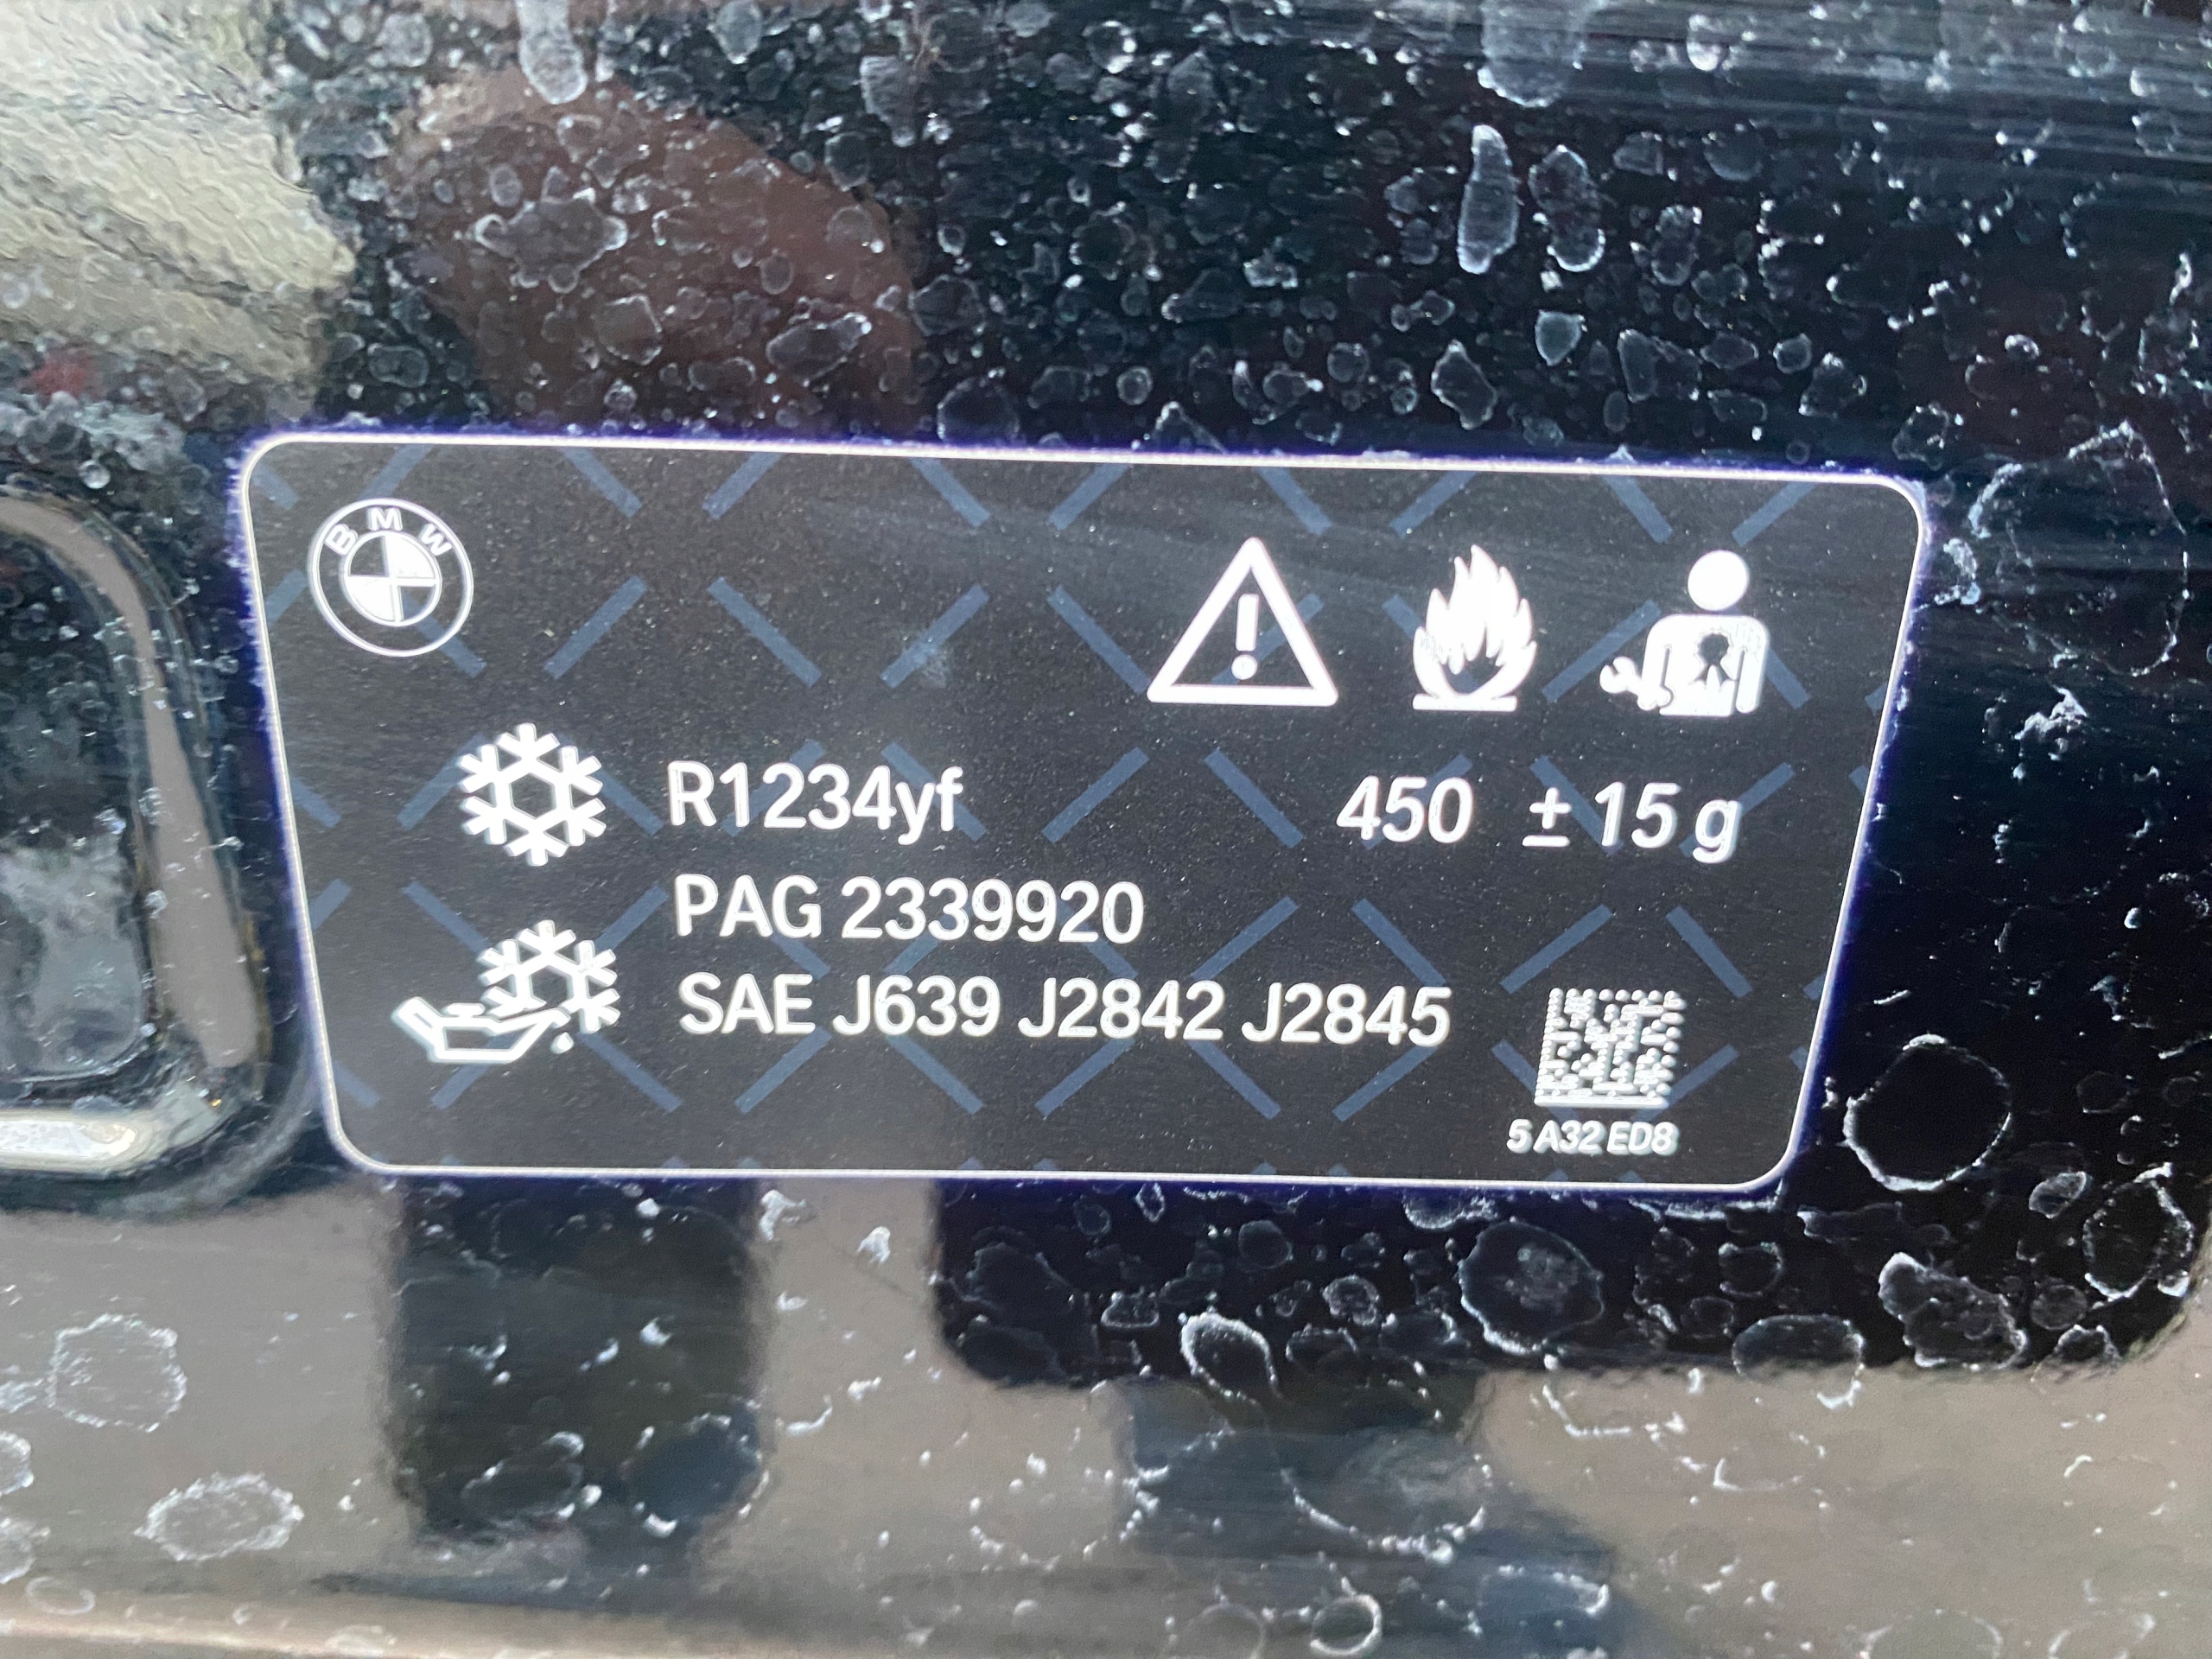 BMW
R1234yf 450 ± 15 g
PAG 2339920
SAE J639 J2842 J2845
5 A32 ED8